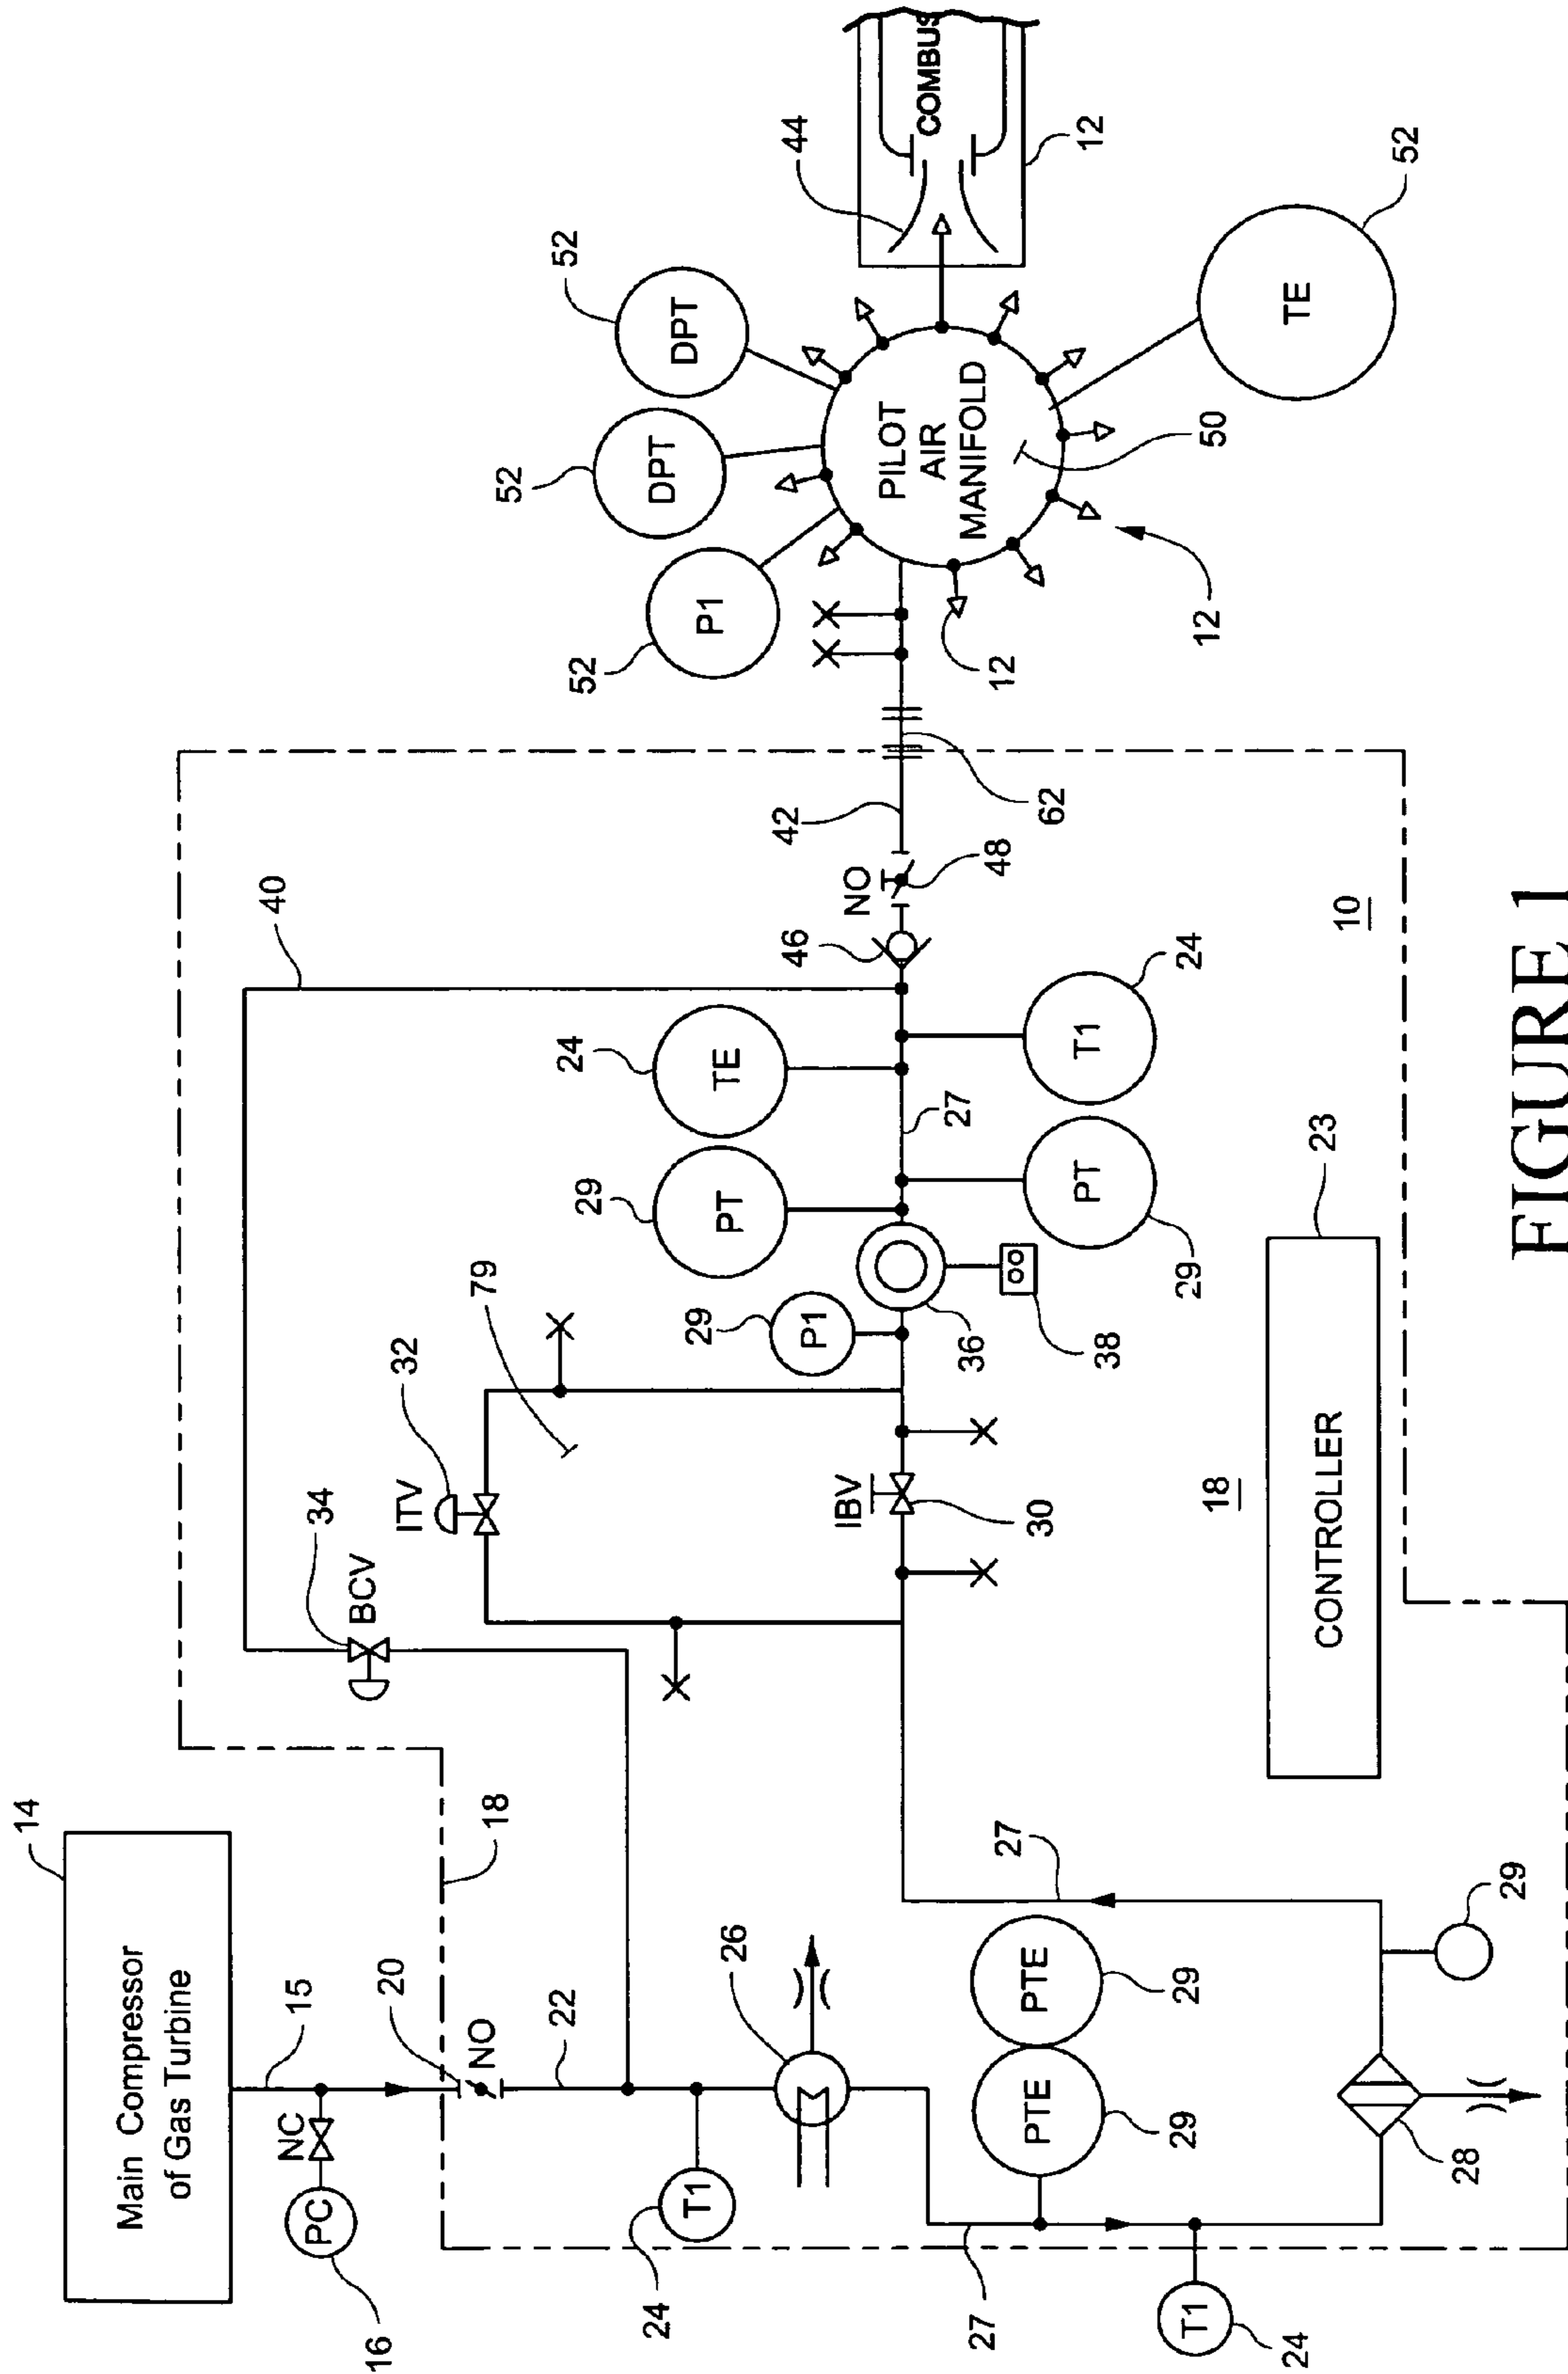 14
Main Compressor
of Gas Turbine
15
NC
PC
16
18
20
NO
22
24
T1
26
27
PTE
29
PTE
29
T1
24
28
29
27
34
BCV
40
32
ITV
79
IBV
30
29
P1
36
38
29
PT
24
TE
27
PT
29
T1
24
46
NO
48
42
62
18
CONTROLLER
23
10
52
P1
52
DPT
52
DPT
PILOT
AIR
MANIFOLD
50
12
12
TE
52
44
COMBUS
12
FIGURE 1